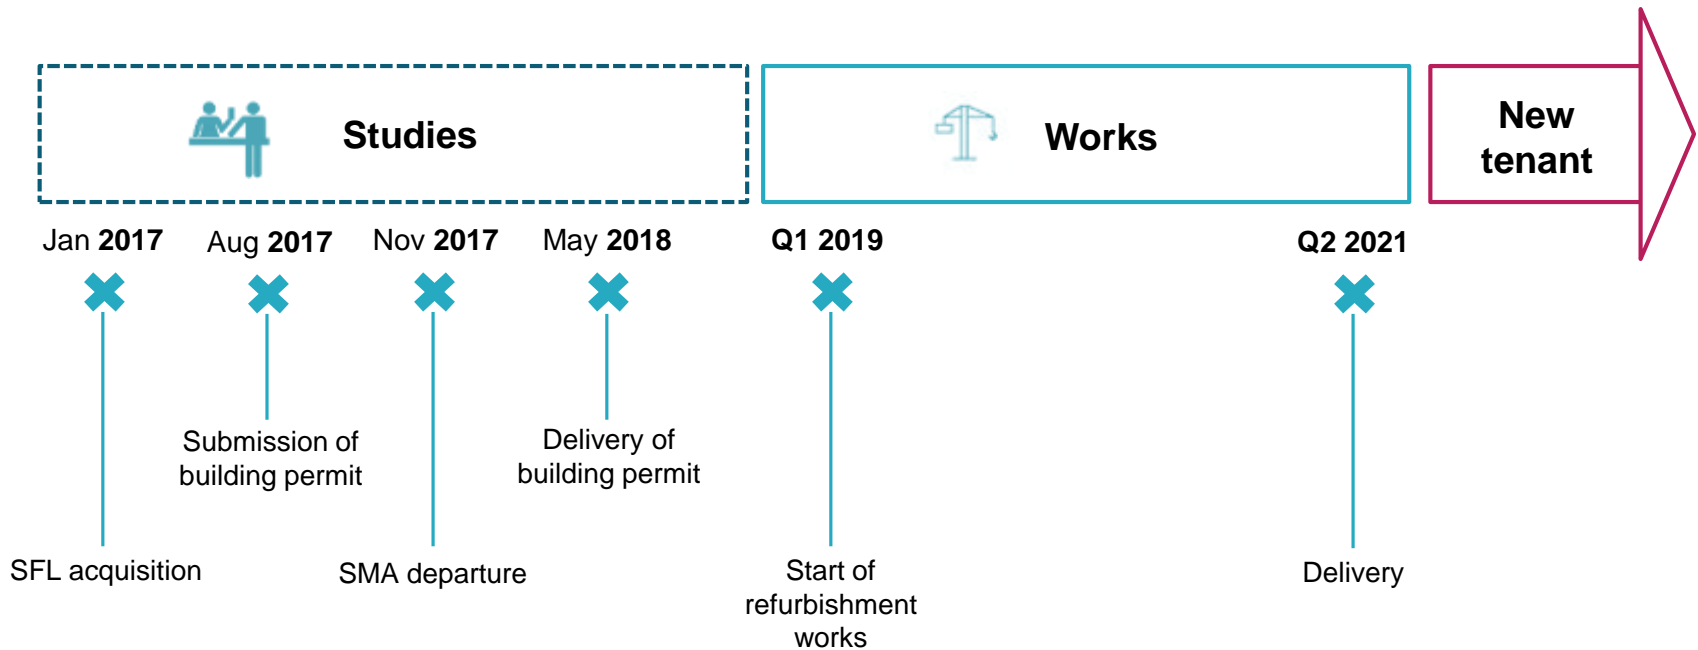 Studies
Works
New
tenant
Jan 2017
Aug 2017
Nov 2017
May 2018
Q1 2019
Q2 2021
Submission of
building permit
Delivery of
building permit
SFL acquisition
SMA departure
Start of
refurbishment
works
Delivery